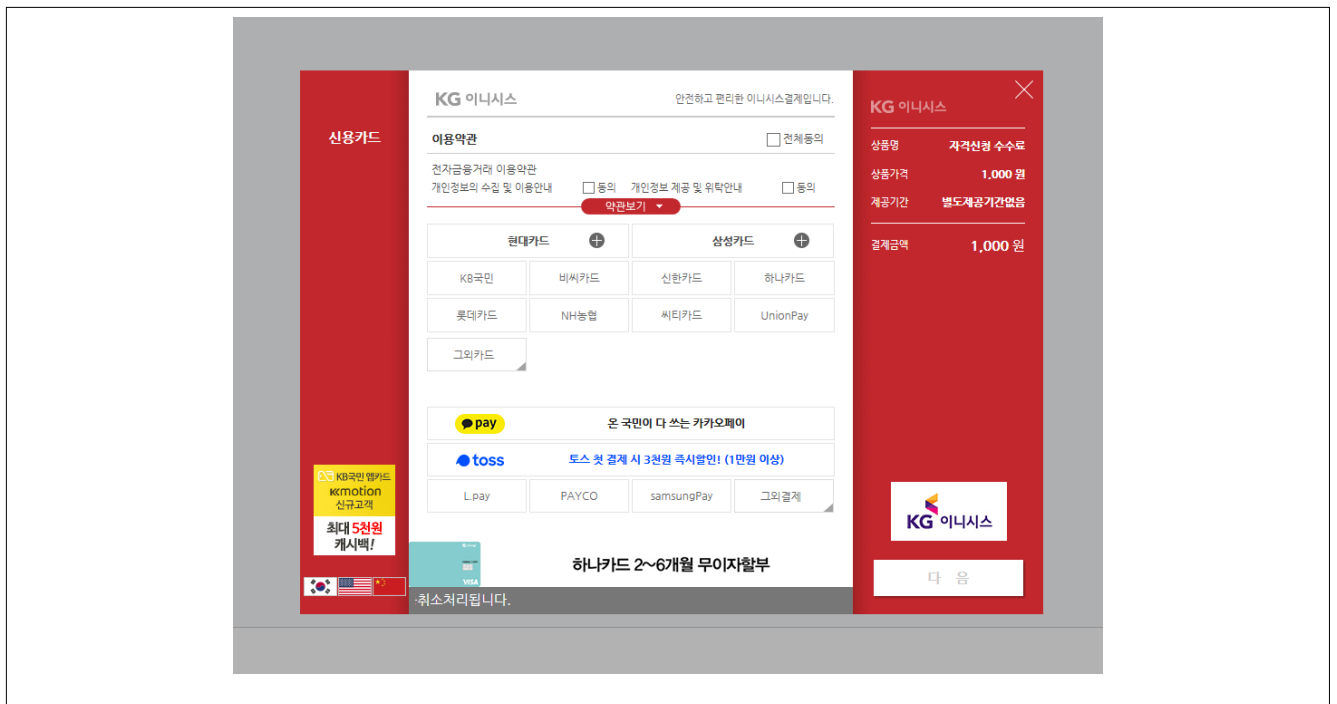 신용카드
KB국민 앱카드
K-motion
신규고객
최대 5천원
캐시백!
KG 이니시스
안전하고 편리한 이니시스결제입니다.
이용약관
전체동의
전자금융거래 이용약관
개인정보의 수집 및 이용안내 동의 개인정보 제공 및 위탁안내 동의
약관보기
현대카드 삼성카드
KB국민 비씨카드 신한카드 하나카드
롯데카드 NH농협 씨티카드 UnionPay
그외카드
pay 온 국민이 다 쓰는 카카오페이
toss 토스 첫 결제 시 3천원 즉시할인! (1만원 이상)
L.pay PAYCO samsungPay 그외결제
VISA
하나카드 2~6개월 무이자할부
·취소처리됩니다.
KG 이니시스
상품명 자격신청 수수료
상품가격 1,000 원
제공기간 별도제공기간없음
결제금액 1,000 원
KG 이니시스
다 음